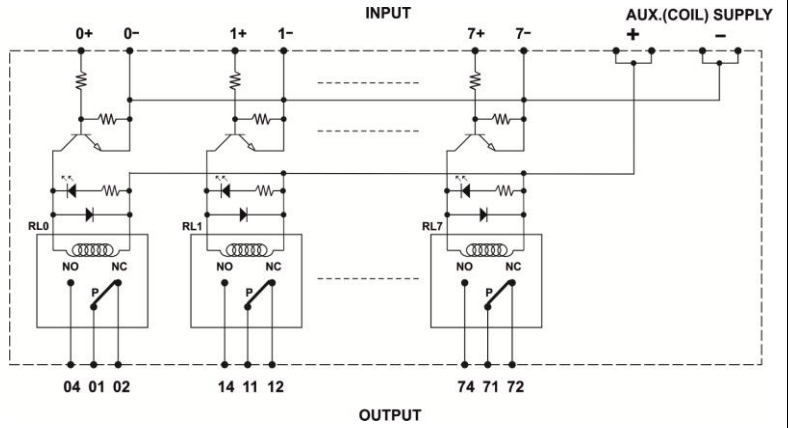 INPUT
AUX.(COIL) SUPPLY
0+ 0− 1+ 1− 7+ 7− + −
RL0 RL1 RL7
NO NC NO NC NO NC
P P P
04 01 02 14 11 12 74 71 72
OUTPUT